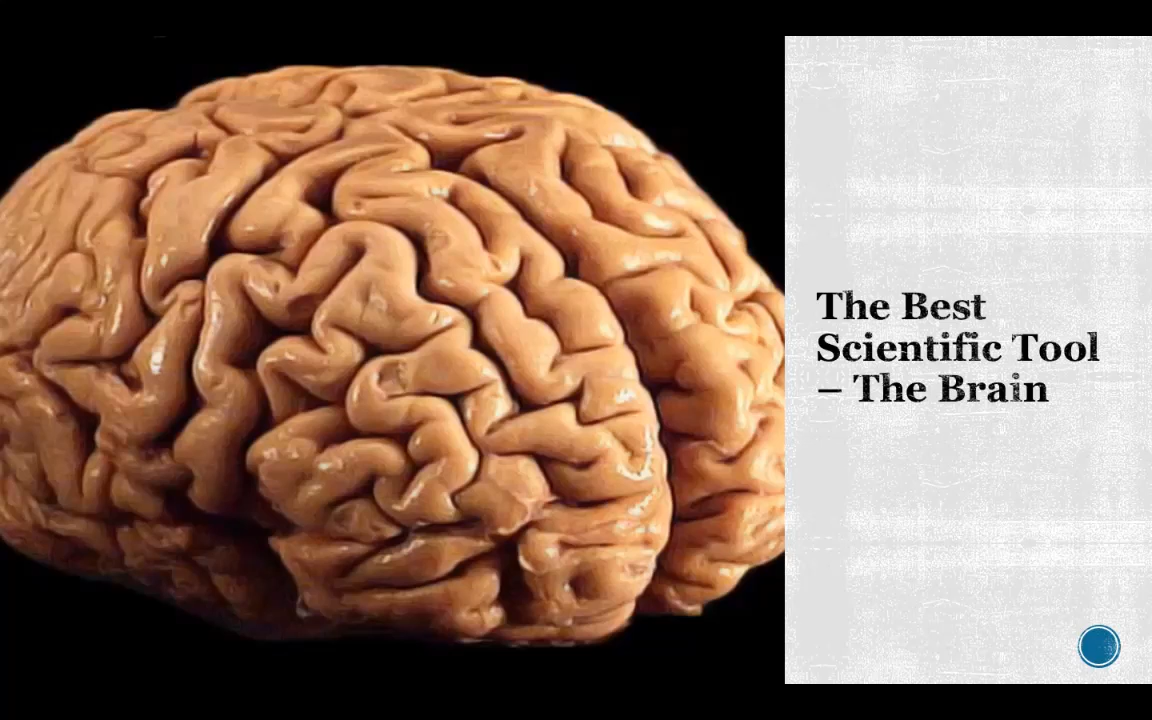 The Best
Scientific Tool
– The Brain